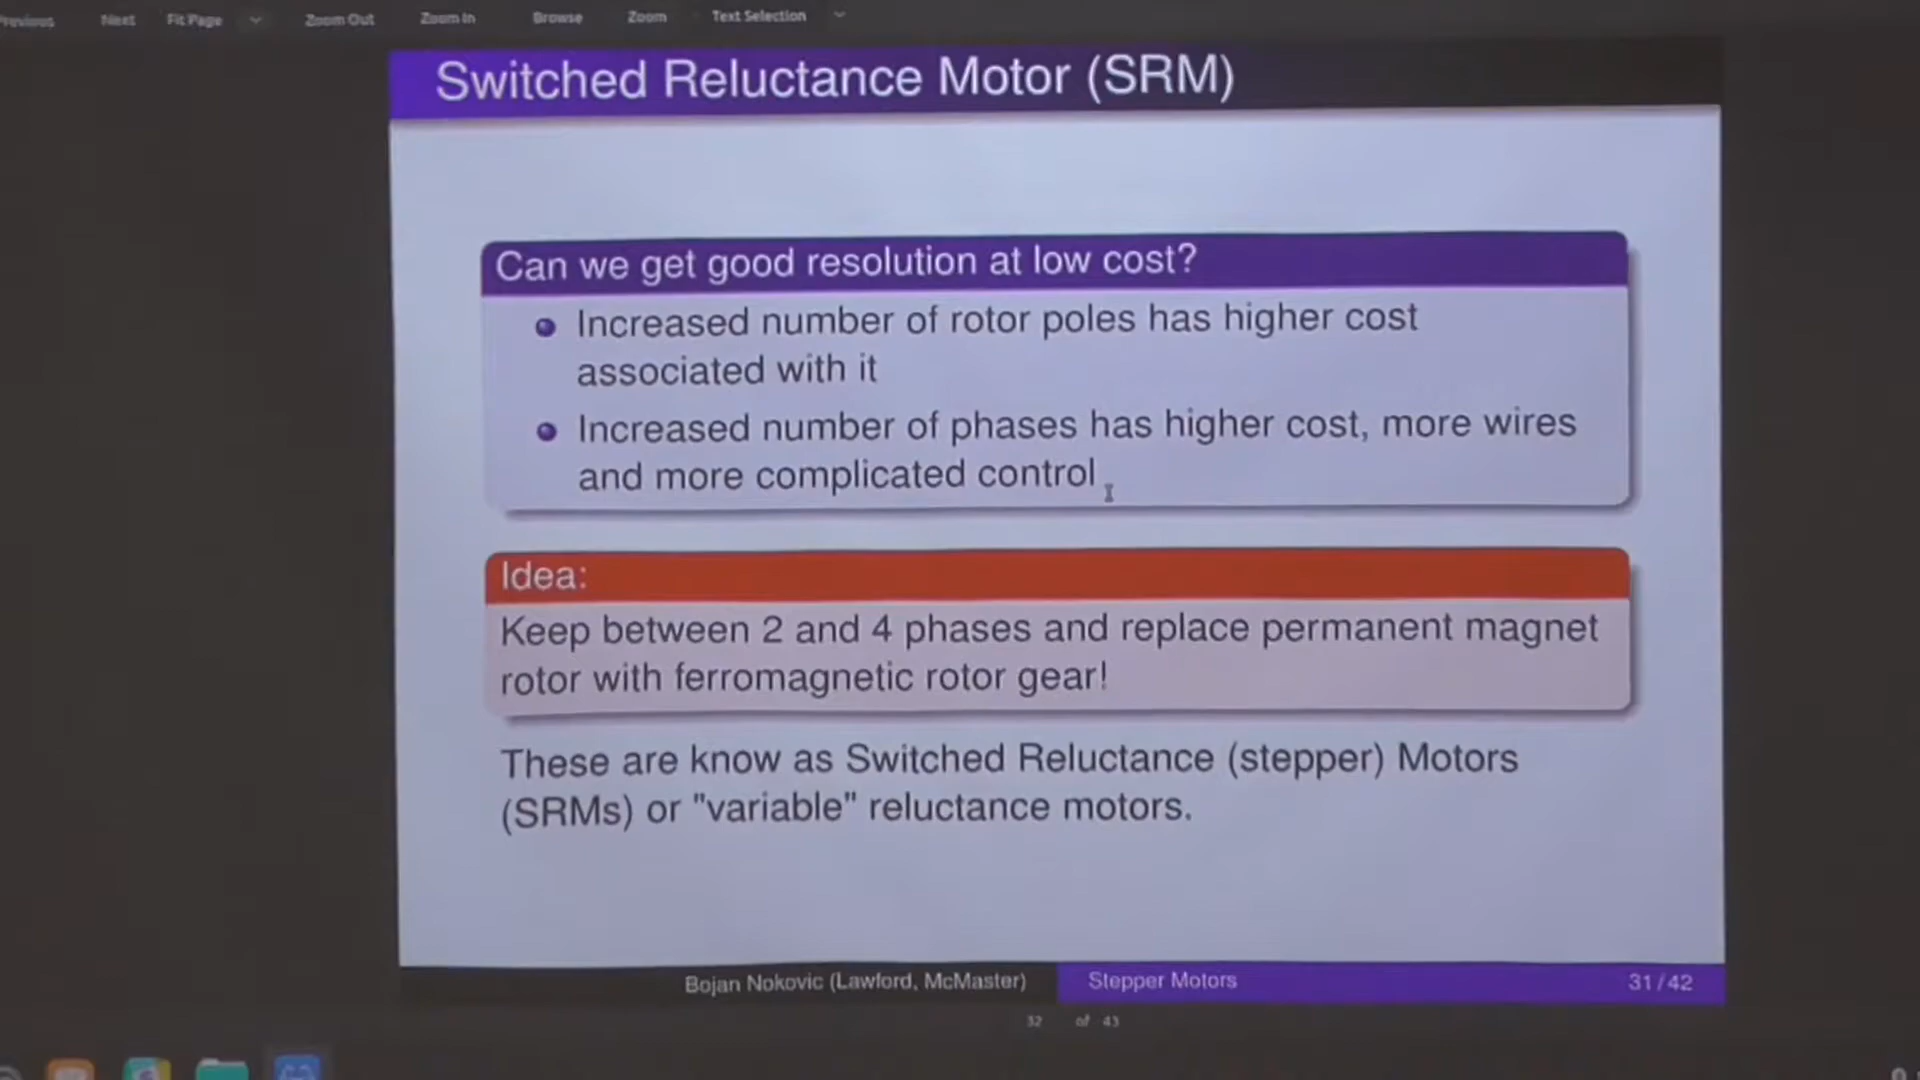 Previous Next Fit Page Zoom Out Zoom In Browse Zoom Text Selection
Switched Reluctance Motor (SRM)
Can we get good resolution at low cost?
Increased number of rotor poles has higher cost
associated with it
Increased number of phases has higher cost, more wires
and more complicated control
Idea:
Keep between 2 and 4 phases and replace permanent magnet
rotor with ferromagnetic rotor gear!
These are know as Switched Reluctance (stepper) Motors
(SRMs) or "variable" reluctance motors.
Bojan Nokovic (Lawford, McMaster) Stepper Motors 31/42
32 of 43